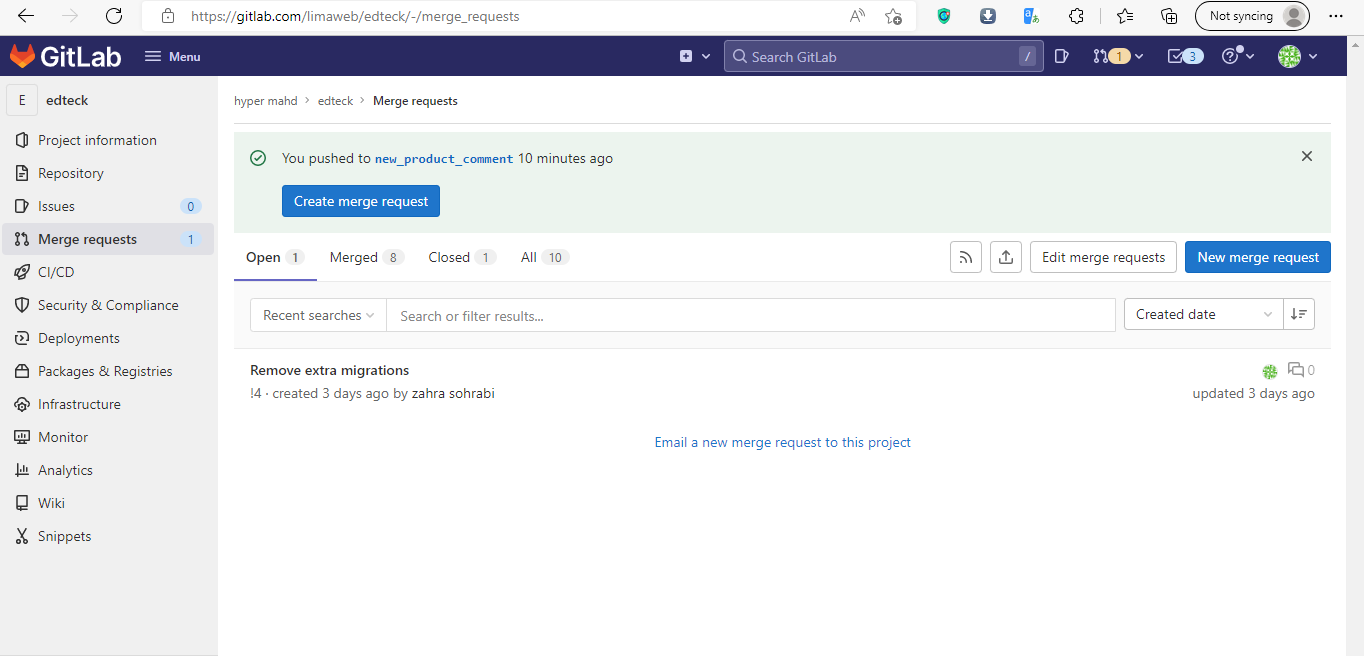 https://gitlab.com/limaweb/edteck/-/merge_requests
Not syncing
GitLab
Menu
Search GitLab
/
1
3
E
edteck
Project information
Repository
Issues
0
Merge requests
1
CI/CD
Security & Compliance
Deployments
Packages & Registries
Infrastructure
Monitor
Analytics
Wiki
Snippets
hyper mahd > edteck > Merge requests
You pushed to new_product_comment 10 minutes ago
Create merge request
Open 1
Merged 8
Closed 1
All 10
Edit merge requests
New merge request
Recent searches
Search or filter results...
Created date
Remove extra migrations
0
!4 · created 3 days ago by zahra sohrabi
updated 3 days ago
Email a new merge request to this project